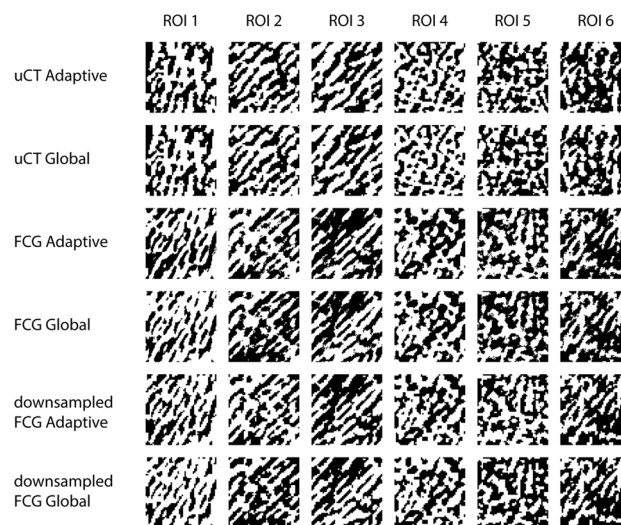 ROI 1 ROI 2 ROI 3 ROI 4 ROI 5 ROI 6
uCT Adaptive
uCT Global
FCG Adaptive
FCG Global
downsampled
FCG Adaptive
downsampled
FCG Global